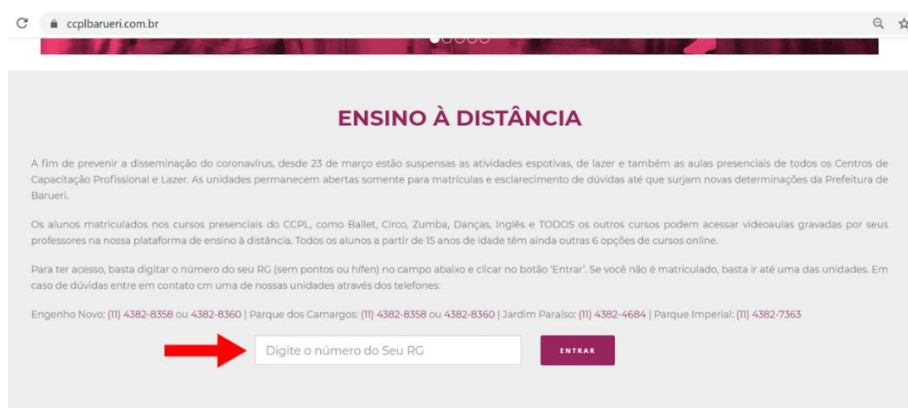 ccplbarueri.com.br
ENSINO À DISTÂNCIA
A fim de prevenir a disseminação do coronavírus, desde 23 de março estão suspensas as atividades espotivas, de lazer e também as aulas presenciais de todos os Centros de
Capacitação Profissional e Lazer. As unidades permanecem abertas somente para matrículas e esclarecimento de dúvidas até que surjam novas determinações da Prefeitura de
Barueri.
Os alunos matriculados nos cursos presenciais do CCPL, como Ballet, Circo, Zumba, Danças, Inglês e TODOS os outros cursos podem acessar videoaulas gravadas por seus
professores na nossa plataforma de ensino à distância. Todos os alunos a partir de 15 anos de idade têm ainda outras 6 opções de cursos online.
Para ter acesso, basta digitar o número do seu RG (sem pontos ou hífen) no campo abaixo e clicar no botão 'Entrar'. Se você não é matriculado, basta ir até uma das unidades. Em
caso de dúvidas entre em contato cm uma de nossas unidades através dos telefones:
Engenho Novo: (11) 4382-8358 ou 4382-8360 | Parque dos Camargos: (11) 4382-8358 ou 4382-8360 | Jardim Paraíso: (11) 4382-4684 | Parque Imperial: (11) 4382-7363
Digite o número do Seu RG
ENTRAR